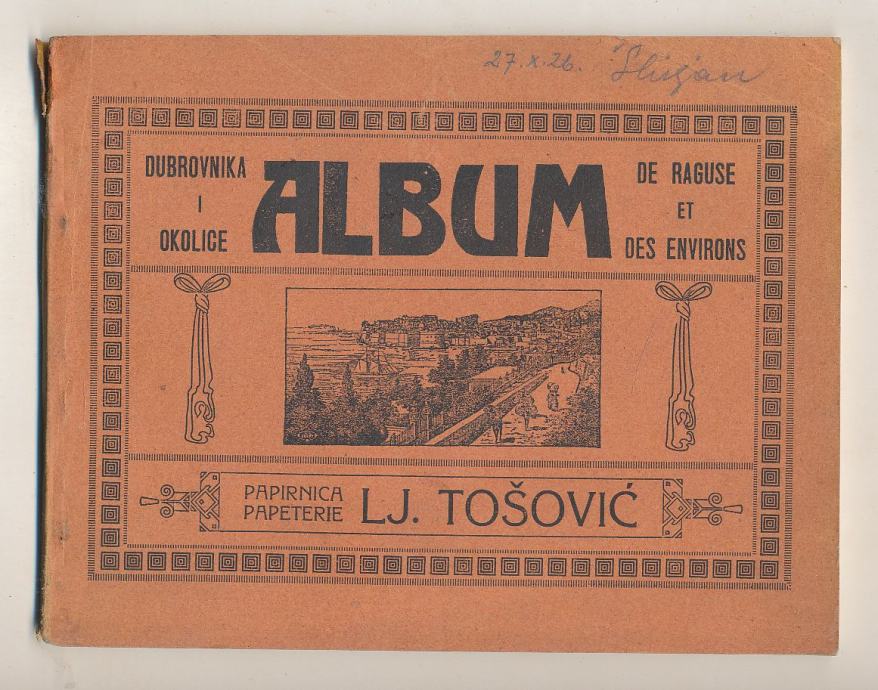 27.X.26.
DUBROVNIKA
I
OKOLICE
ALBUM
DE RAGUSE
ET
DES ENVIRONS
PAPIRNICA
PAPETERIE
LJ. TOŠOVIĆ